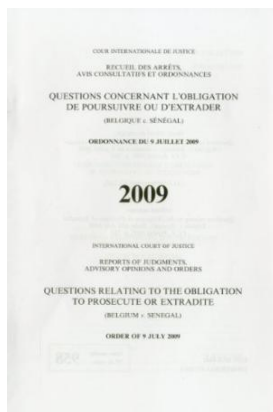 COUR INTERNATIONALE DE JUSTICE
RECUEIL DES ARRÊTS,
AVIS CONSULTATIFS ET ORDONNANCES
QUESTIONS CONCERNANT L'OBLIGATION
DE POURSUIVRE OU D'EXTRADER
(BELGIQUE c. SÉNÉGAL)
ORDONNANCE DU 9 JUILLET 2009
2009
INTERNATIONAL COURT OF JUSTICE
REPORTS OF JUDGMENTS,
ADVISORY OPINIONS AND ORDERS
QUESTIONS RELATING TO THE OBLIGATION
TO PROSECUTE OR EXTRADITE
(BELGIUM v. SENEGAL)
ORDER OF 9 JULY 2009